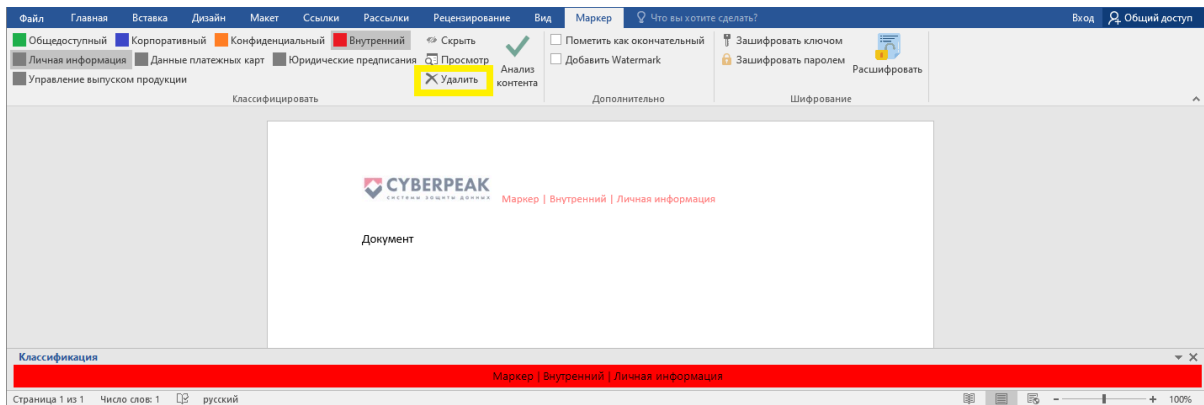 Файл Главная Вставка Дизайн Макет Ссылки Рассылки Рецензирование Вид Маркер Что вы хотите сделать? Вход Общий доступ
Общедоступный Корпоративный Конфиденциальный Внутренний Скрыть Пометить как окончательный Зашифровать ключом
Личная информация Данные платежных карт Юридические предписания Просмотр Анализ контента Добавить Watermark Зашифровать паролем Расшифровать
Управление выпуском продукции Удалить
Классифицировать Дополнительно Шифрование
CYBERPEAK
системы защиты данных Маркер | Внутренний | Личная информация
Документ
Классификация
Маркер | Внутренний | Личная информация
Страница 1 из 1 Число слов: 1 русский 100%